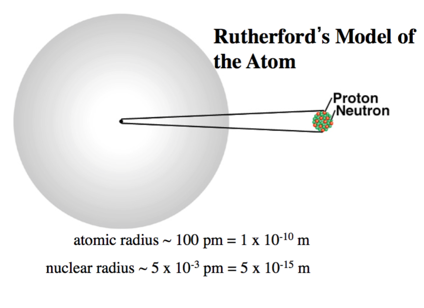 Rutherford’s Model of
the Atom
Proton
Neutron
atomic radius ~ 100 pm = 1 x 10⁻¹⁰ m
nuclear radius ~ 5 x 10⁻³ pm = 5 x 10⁻¹⁵ m